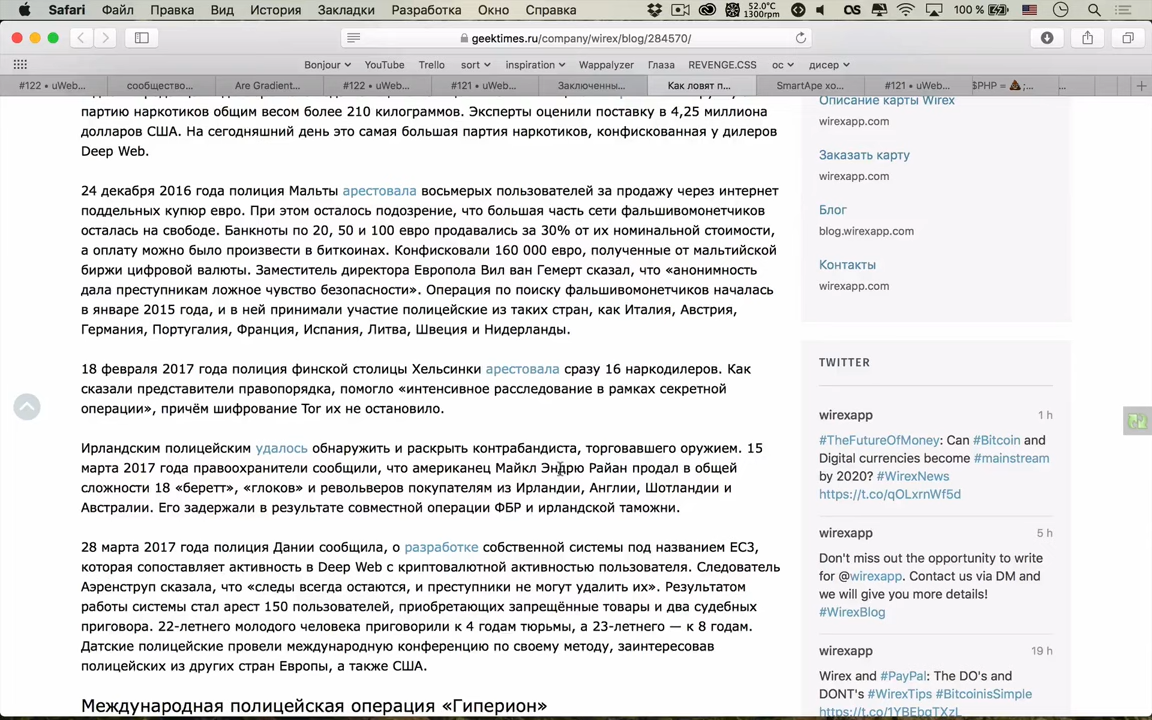 Safari Файл Правка Вид История Закладки Разработка Окно Справка 52.0°C 1300rpm 100 %
geektimes.ru/company/wirex/blog/284570/
Bonjour YouTube Trello sort inspiration Wappalyzer Глаза REVENGE.CSS ос дисер
#122 • uWeb... сообщество... Are Gradient... #122 • uWeb... #121 • uWeb... Заключенны... Как ловят п... SmartApe хо... #121 • uWeb... $PHP = ;... ...
партию наркотиков общим весом более 210 килограммов. Эксперты оценили поставку в 4,25 миллиона
долларов США. На сегодняшний день это самая большая партия наркотиков, конфискованная у дилеров
Deep Web.
24 декабря 2016 года полиция Мальты арестовала восьмерых пользователей за продажу через интернет
поддельных купюр евро. При этом осталось подозрение, что большая часть сети фальшивомонетчиков
осталась на свободе. Банкноты по 20, 50 и 100 евро продавались за 30% от их номинальной стоимости,
а оплату можно было произвести в биткоинах. Конфисковали 160 000 евро, полученные от мальтийской
биржи цифровой валюты. Заместитель директора Европола Вил ван Гемерт сказал, что «анонимность
дала преступникам ложное чувство безопасности». Операция по поиску фальшивомонетчиков началась
в январе 2015 года, и в ней принимали участие полицейские из таких стран, как Италия, Австрия,
Германия, Португалия, Франция, Испания, Литва, Швеция и Нидерланды.
18 февраля 2017 года полиция финской столицы Хельсинки арестовала сразу 16 наркодилеров. Как
сказали представители правопорядка, помогло «интенсивное расследование в рамках секретной
операции», причём шифрование Tor их не остановило.
Ирландским полицейским удалось обнаружить и раскрыть контрабандиста, торговавшего оружием. 15
марта 2017 года правоохранители сообщили, что американец Майкл Эндрю Райан продал в общей
сложности 18 «беретт», «глоков» и револьверов покупателям из Ирландии, Англии, Шотландии и
Австралии. Его задержали в результате совместной операции ФБР и ирландской таможни.
28 марта 2017 года полиция Дании сообщила, о разработке собственной системы под названием EC3,
которая сопоставляет активность в Deep Web с криптовалютной активностью пользователя. Следователь
Аэренструп сказала, что «следы всегда остаются, и преступники не могут удалить их». Результатом
работы системы стал арест 150 пользователей, приобретающих запрещённые товары и два судебных
приговора. 22-летнего молодого человека приговорили к 4 годам тюрьмы, а 23-летнего — к 8 годам.
Датские полицейские провели международную конференцию по своему методу, заинтересовав
полицейских из других стран Европы, а также США.
Международная полицейская операция «Гиперион»
Описание карты Wirex
wirexapp.com
Заказать карту
wirexapp.com
Блог
blog.wirexapp.com
Контакты
wirexapp.com
TWITTER
wirexapp 1 h
#TheFutureOfMoney: Can #Bitcoin and
Digital currencies become #mainstream
by 2020? #WirexNews
https://t.co/qOLxrnWf5d
wirexapp 5 h
Don't miss out the opportunity to write
for @wirexapp. Contact us via DM and
we will give you more details!
#WirexBlog
wirexapp 19 h
Wirex and #PayPal: The DO's and
DONT's #WirexTips #BitcoinisSimple
https://t.co/1YBEbgTXzL